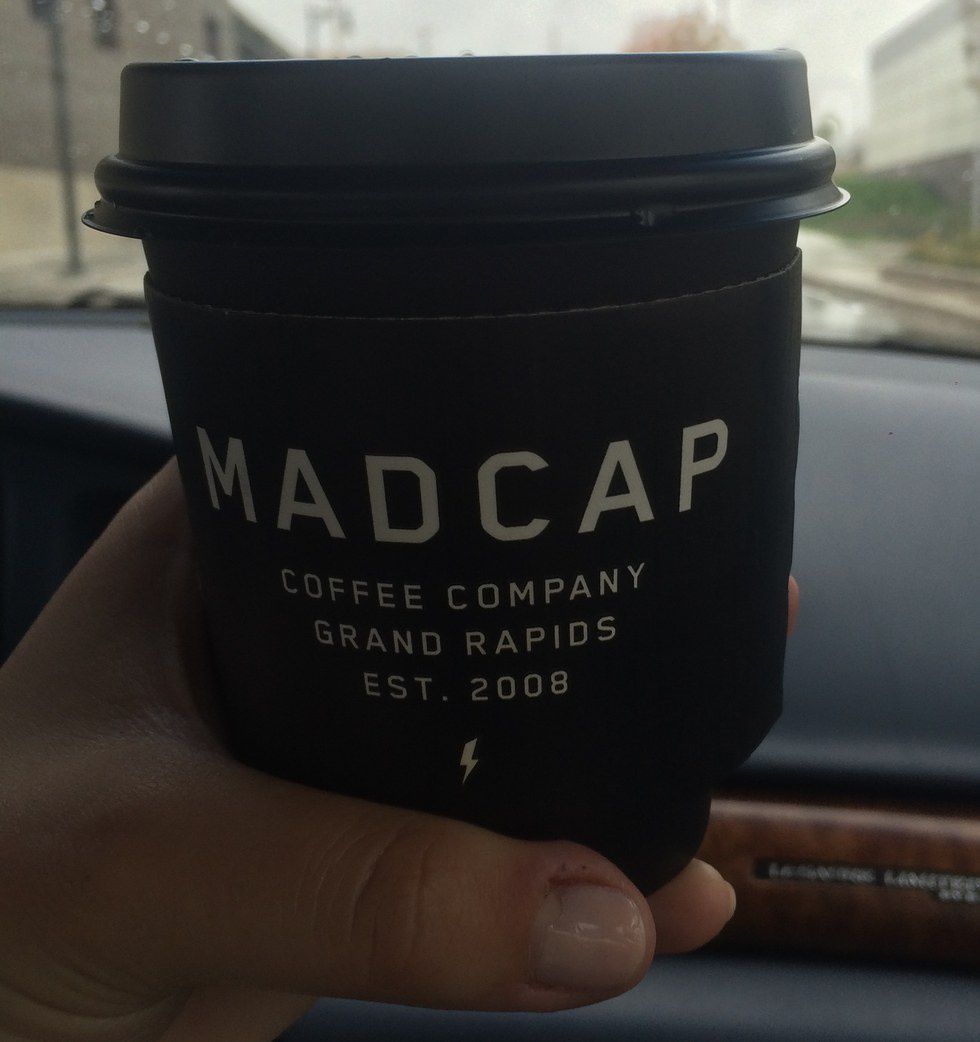 MADCAP
COFFEE COMPANY
GRAND RAPIDS
EST. 2008